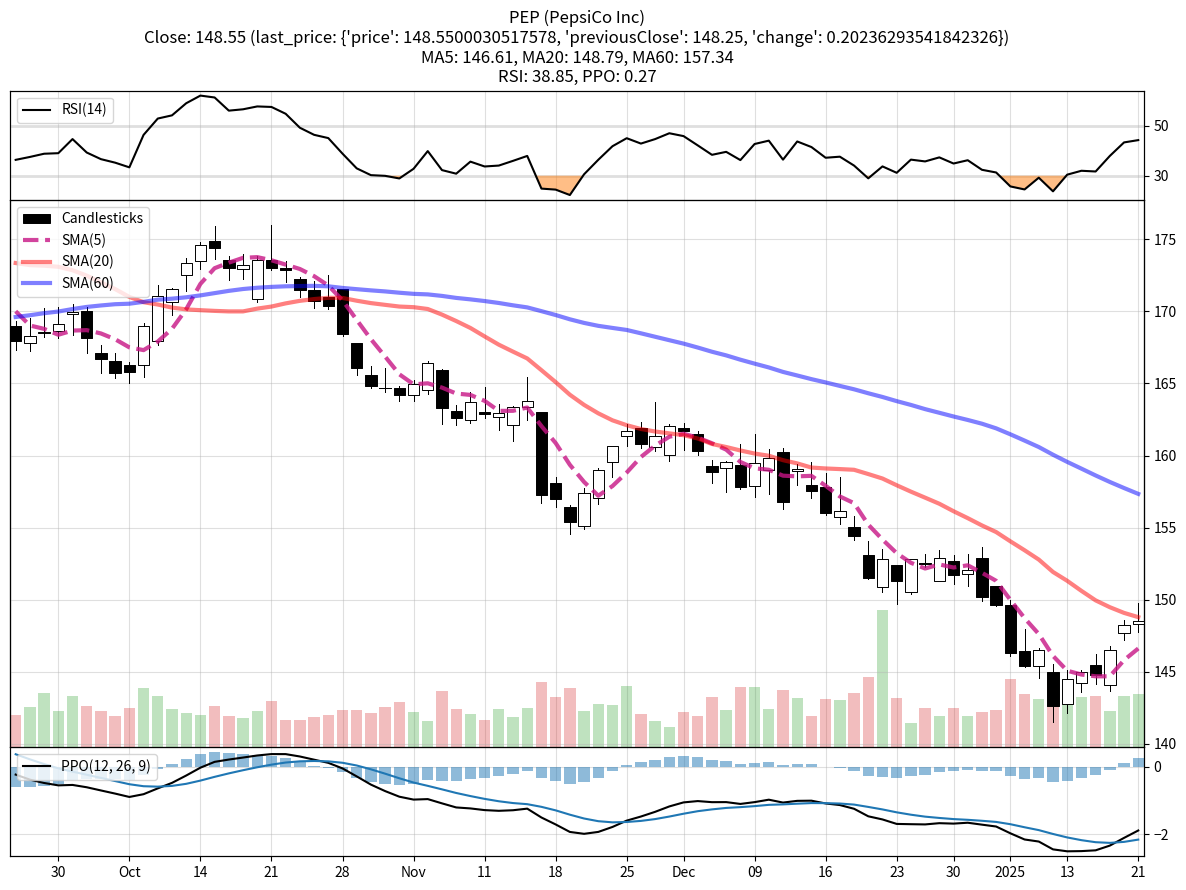 PEP (PepsiCo Inc)
Close: 148.55 (last_price: {'price': 148.5500030517578, 'previousClose': 148.25, 'change': 0.20236293541842326})
MA5: 146.61, MA20: 148.79, MA60: 157.34
RSI: 38.85, PPO: 0.27
RSI(14)
50
30
Candlesticks
SMA(5)
SMA(20)
SMA(60)
175
170
165
160
155
150
145
140
PPO(12, 26, 9)
0
−2
30 Oct 14 21 28 Nov 11 18 25 Dec 09 16 23 30 2025 13 21